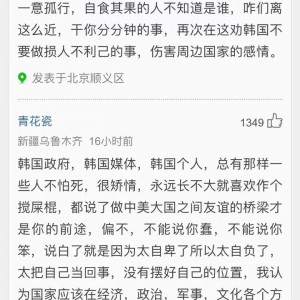 一意孤行，自食其果的人不知道是谁，咱们离
这么近，干你分分钟的事，再次在这劝韩国不
要做损人不利己的事，伤害周边国家的感情。
发表于北京顺义区
青花瓷
1349
新疆乌鲁木齐 16小时前
韩国政府，韩国媒体，韩国个人，总有那样一
些人不怕死，很矫情，永远长不大就喜欢作个
搅屎棍，都说了做中美大国之间友谊的桥梁才
是你的前途，偏不，不能说你蠢，不能说你
笨，说白了就是因为太自卑了所以太自负了，
太把自己当回事，没有摆好自己的位置，我认
为国家应该在经济，政治，军事，文化各个方